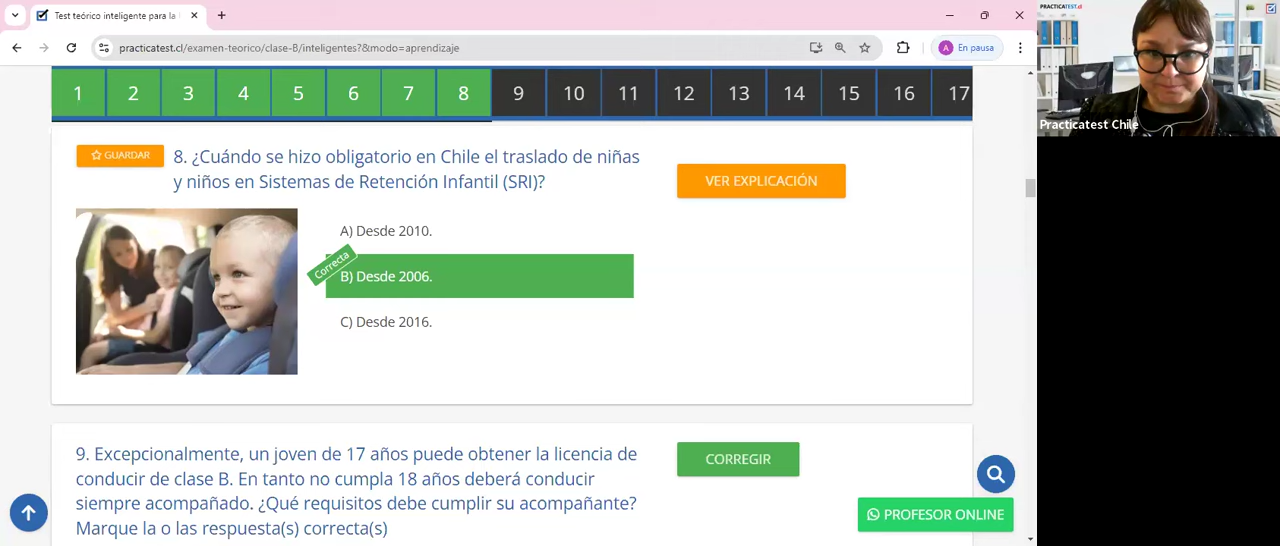 Test teórico inteligente para la l
practicatest.cl/examen-teorico/clase-B/inteligentes?&modo=aprendizaje
A
En pausa
PRACTICATEST.cl
1 2 3 4 5 6 7 8 9 10 11 12 13 14 15 16 17
Practicatest Chile
GUARDAR
8. ¿Cuándo se hizo obligatorio en Chile el traslado de niñas
y niños en Sistemas de Retención Infantil (SRI)?
VER EXPLICACIÓN
A) Desde 2010.
Correcta
B) Desde 2006.
C) Desde 2016.
9. Excepcionalmente, un joven de 17 años puede obtener la licencia de
conducir de clase B. En tanto no cumpla 18 años deberá conducir
siempre acompañado. ¿Qué requisitos debe cumplir su acompañante?
Marque la o las respuesta(s) correcta(s)
CORREGIR
PROFESOR ONLINE